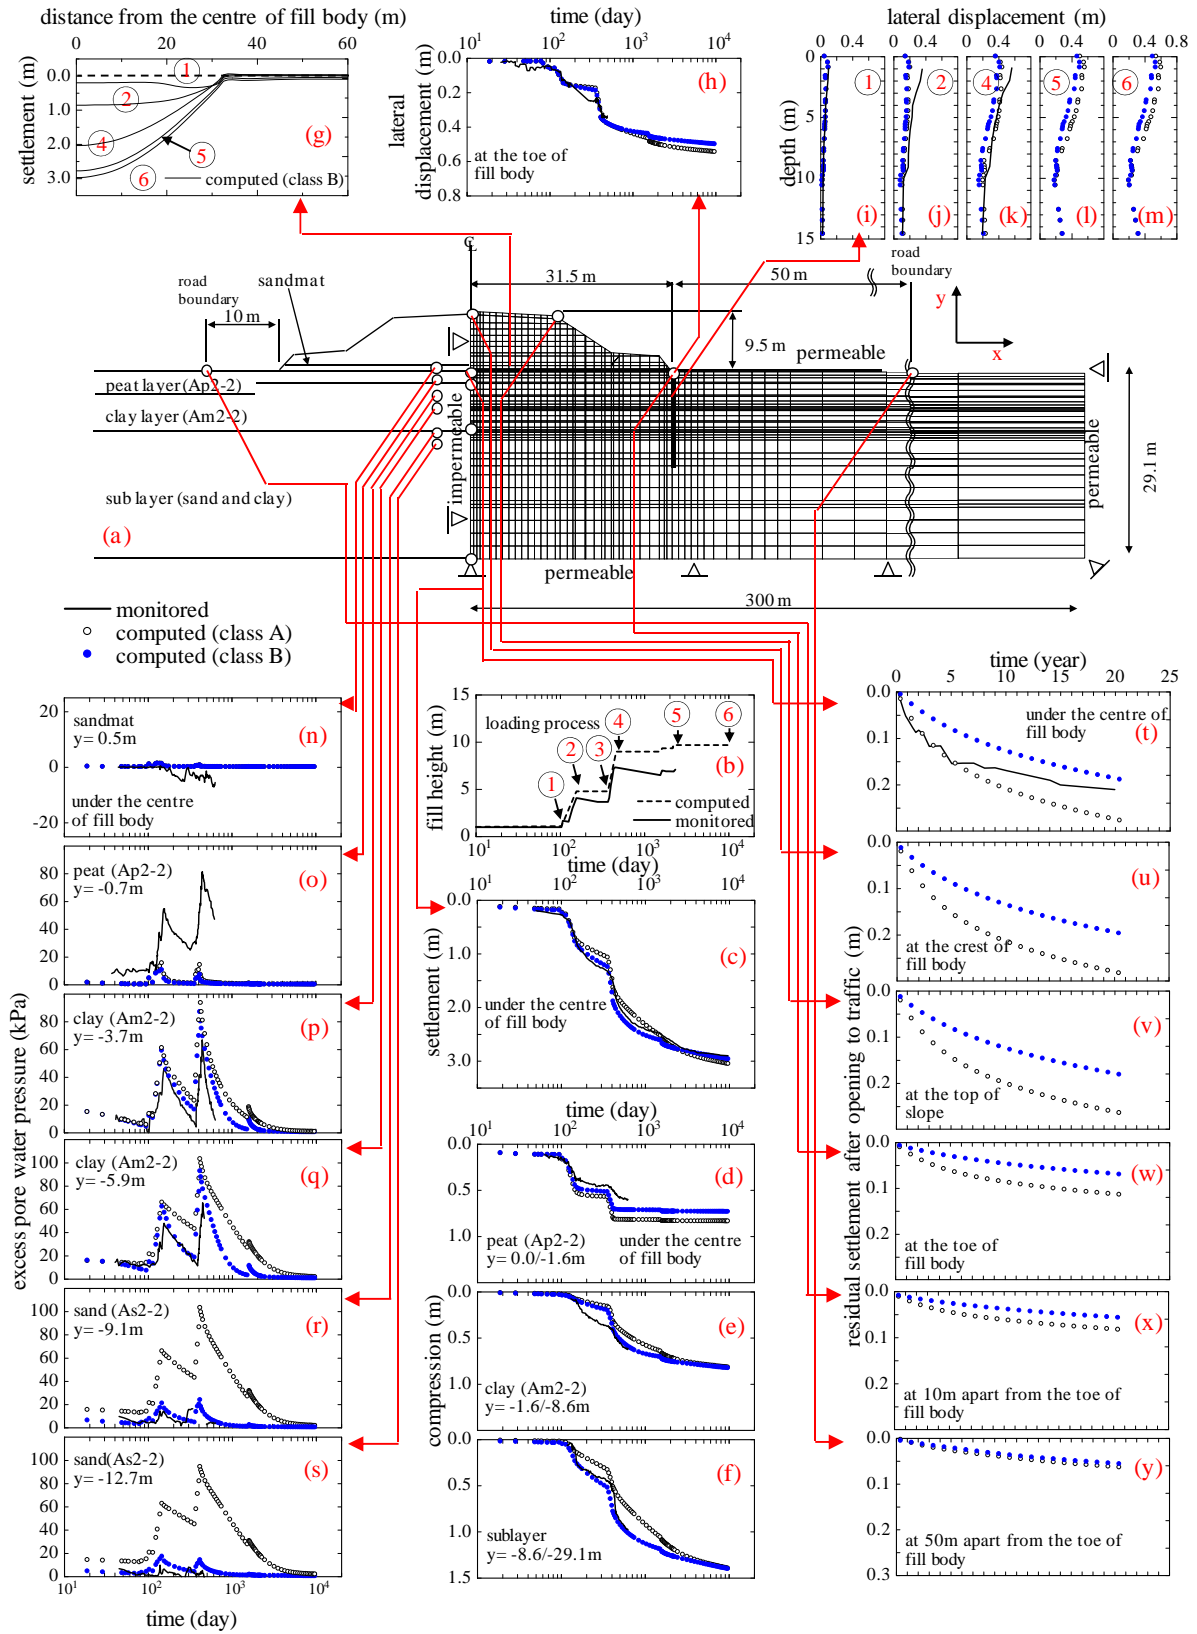 distance from the centre of fill body (m)
0 20 40 60
settlement (m)
0.0
1.0
2.0
3.0
1
2
4
5
6
(g)
computed (class B)
time (day)
10^1 10^2 10^3 10^4
lateral displacement (m)
0.0
0.2
0.4
0.6
0.8
(h)
at the toe of
fill body
lateral displacement (m)
0 0.4 0 0.4 0 0.4 0 0.4 0 0.4 0.8
depth (m)
0
5
10
15
1 2 4 5 6
(i) (j) (k) (l) (m)
℄
31.5 m
50 m
road
boundary
road
boundary
sandmat
10 m
9.5 m
permeable
y
x
peat layer (Ap2-2)
clay layer (Am2-2)
sub layer (sand and clay)
impermeable
permeable
29.1 m
(a)
permeable
300 m
monitored
computed (class A)
computed (class B)
excess pore water pressure (kPa)
20
0
-20
sandmat
y= 0.5m
(n)
under the centre
of fill body
80
60
40
20
0
peat (Ap2-2)
y= -0.7m
(o)
80
60
40
20
0
clay (Am2-2)
y= -3.7m
(p)
100
80
60
40
20
0
clay (Am2-2)
y= -5.9m
(q)
100
80
60
40
20
0
sand (As2-2)
y= -9.1m
(r)
100
80
60
40
20
0
sand(As2-2)
y= -12.7m
(s)
10^1 10^2 10^3 10^4
time (day)
fill height (m)
15
10
5
0
loading process
1
2
3
4
5
6
(b)
computed
monitored
10^1 10^2 10^3 10^4
time (day)
10^1 10^2 10^3 10^4
settlement (m)
0.0
1.0
2.0
3.0
(c)
under the centre
of fill body
time (day)
10^1 10^2 10^3 10^4
compression (m)
0.0
0.5
1.0
(d)
peat (Ap2-2)
y= 0.0/-1.6m
under the centre
of fill body
0.0
0.5
1.0
(e)
clay (Am2-2)
y= -1.6/-8.6m
0.0
0.5
1.0
1.5
(f)
sublayer
y= -8.6/-29.1m
time (year)
0 5 10 15 20 25
residual settlement after opening to traffic (m)
0.0
0.1
0.2
under the centre of
fill body
(t)
0.0
0.1
0.2
(u)
at the crest of
fill body
0.0
0.1
0.2
(v)
at the top of
slope
0.0
0.1
0.2
(w)
at the toe of
fill body
0.0
0.1
0.2
(x)
at 10m apart from the toe of
fill body
0.0
0.1
0.2
0.3
(y)
at 50m apart from the toe of
fill body